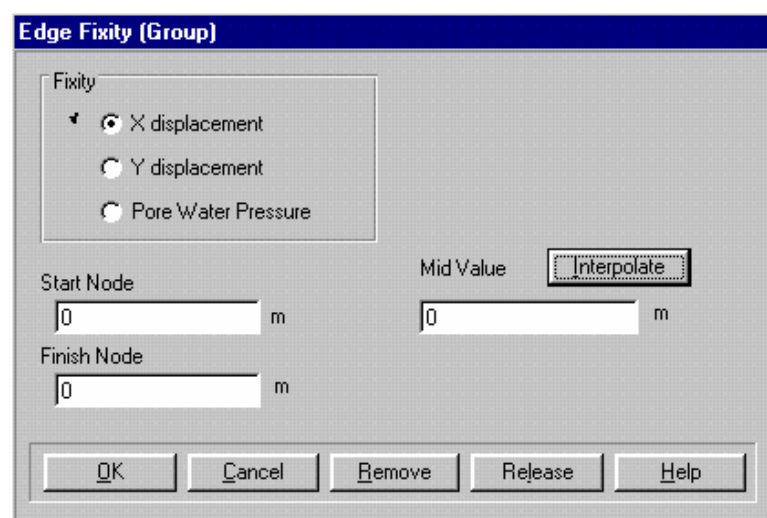 Edge Fixity (Group)
Fixity
X displacement
Y displacement
Pore Water Pressure
Mid Value Interpolate
Start Node
0 m 0 m
Finish Node
0 m
OK Cancel Remove Release Help